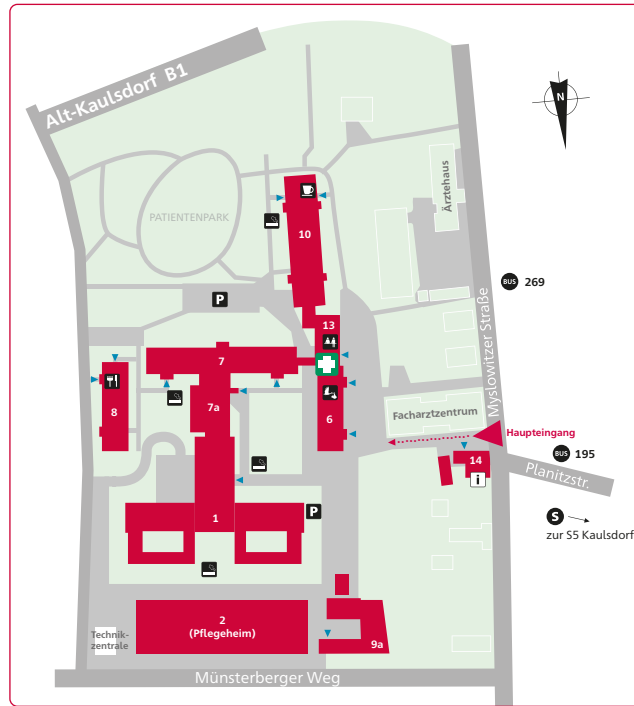 Alt-Kaulsdorf B1
N
Ärztehaus
PATIENTENPARK
10
BUS 269
P
Myslowitzer Straße
13
7
8
7a
6
Facharztzentrum
Haupteingang
BUS 195
14
i
Planitzstr.
S
zur S5 Kaulsdorf
1
P
2
(Pflegeheim)
Technik-
zentrale
9a
Münsterberger Weg